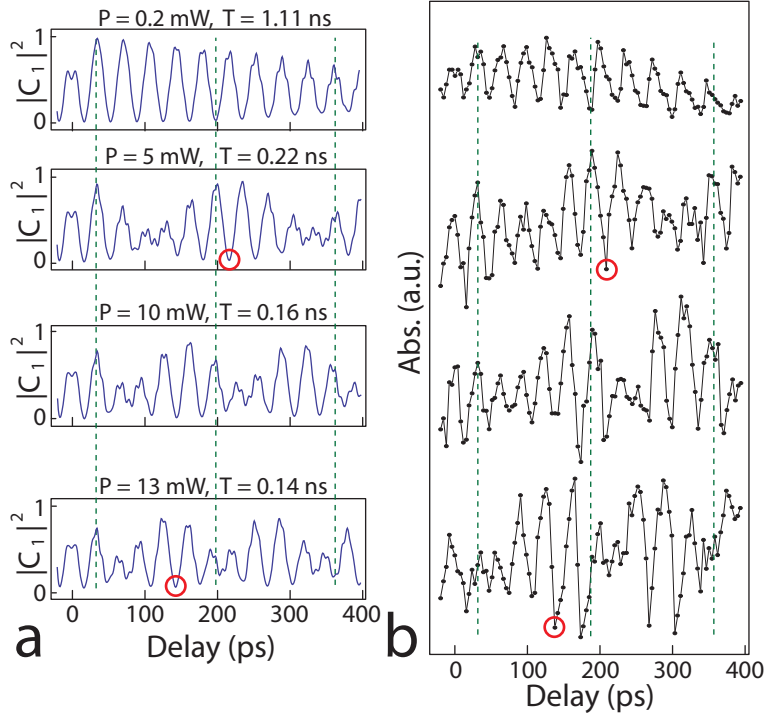 P = 0.2 mW, T = 1.11 ns
|C1|2
1
0
P = 5 mW, T = 0.22 ns
|C1|2
1
0
P = 10 mW, T = 0.16 ns
|C1|2
1
0
P = 13 mW, T = 0.14 ns
|C1|2
1
0
0 100 200 300 400
Delay (ps)
a
Abs. (a.u.)
0 100 200 300 400
Delay (ps)
b